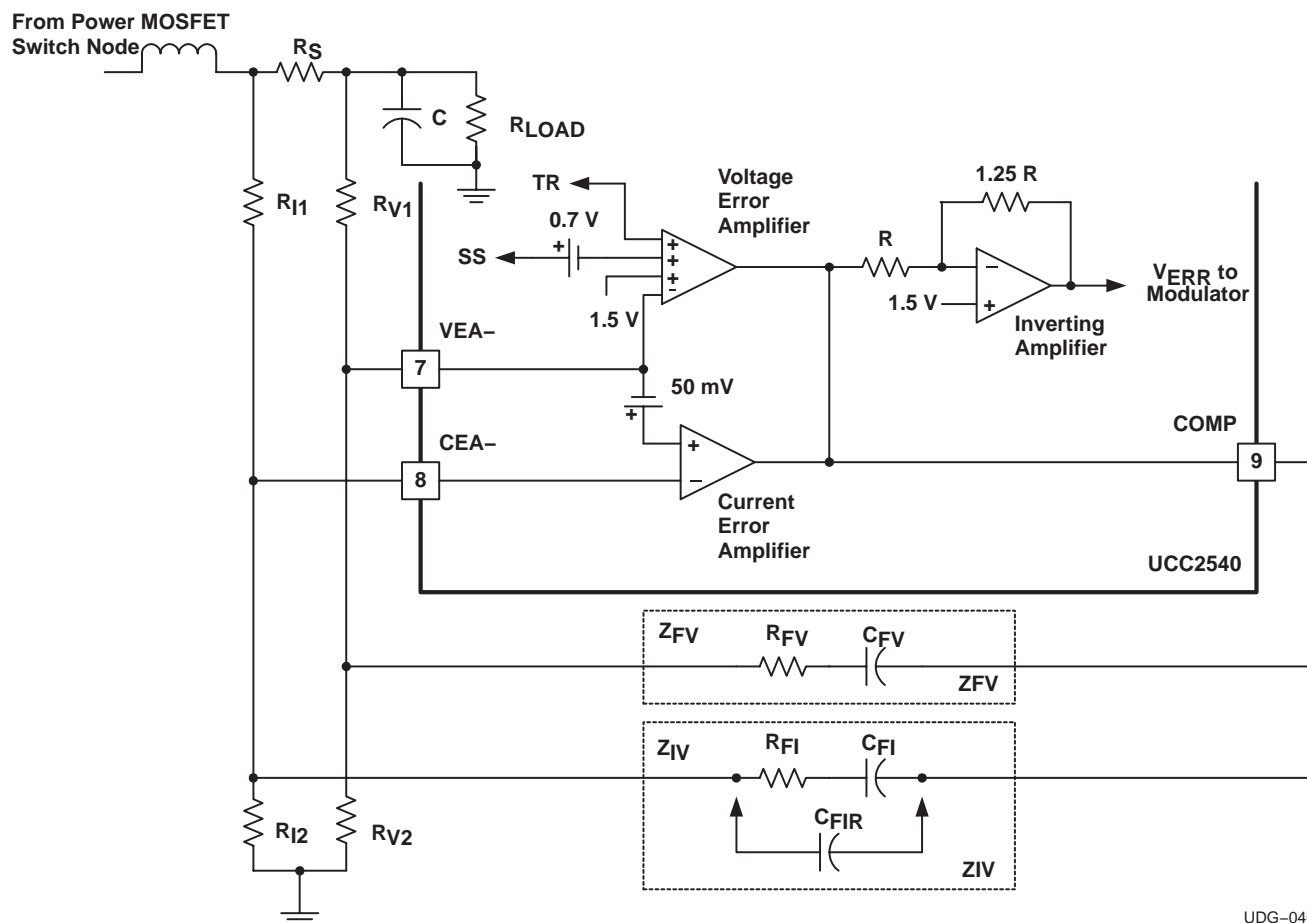 From Power MOSFET
Switch Node
RS
C
RLOAD
RI1
RV1
TR
0.7 V
+
SS
+
+
+
-
1.5 V
Voltage
Error
Amplifier
1.25 R
R
−
1.5 V
+
VERR to
Modulator
Inverting
Amplifier
VEA−
7
50 mV
+
CEA−
8
+
−
Current
Error
Amplifier
COMP
9
UCC2540
ZFV
RFV
CFV
ZFV
ZIV
RFI
CFI
CFIR
ZIV
RI2
RV2
UDG−04